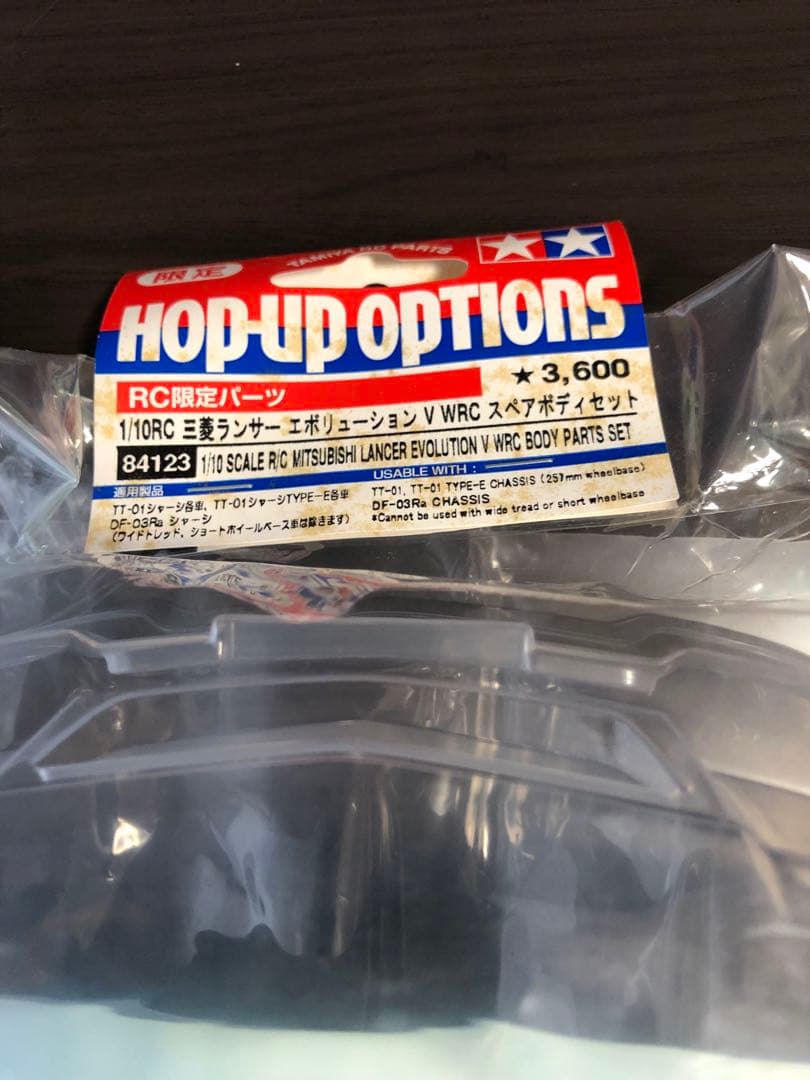 限定
TAMIYA RC PARTS
HOP-UP OPTIONS
RC限定パーツ
★3,600
1/10RC 三菱ランサー エボリューション V WRC スペアボディセット
84123 1/10 SCALE R/C MITSUBISHI LANCER EVOLUTION V WRC BODY PARTS SET
適用製品
TT-01シャーシ各車、TT-01シャーシTYPE-E各車
DF-03Ra シャーシ
(ワイドトレッド、ショートホイールベース車は除きます)
USABLE WITH :
TT-01, TT-01 TYPE-E CHASSIS (257mm wheelbase)
DF-03Ra CHASSIS
*Cannot be used with wide tread or short wheelbase